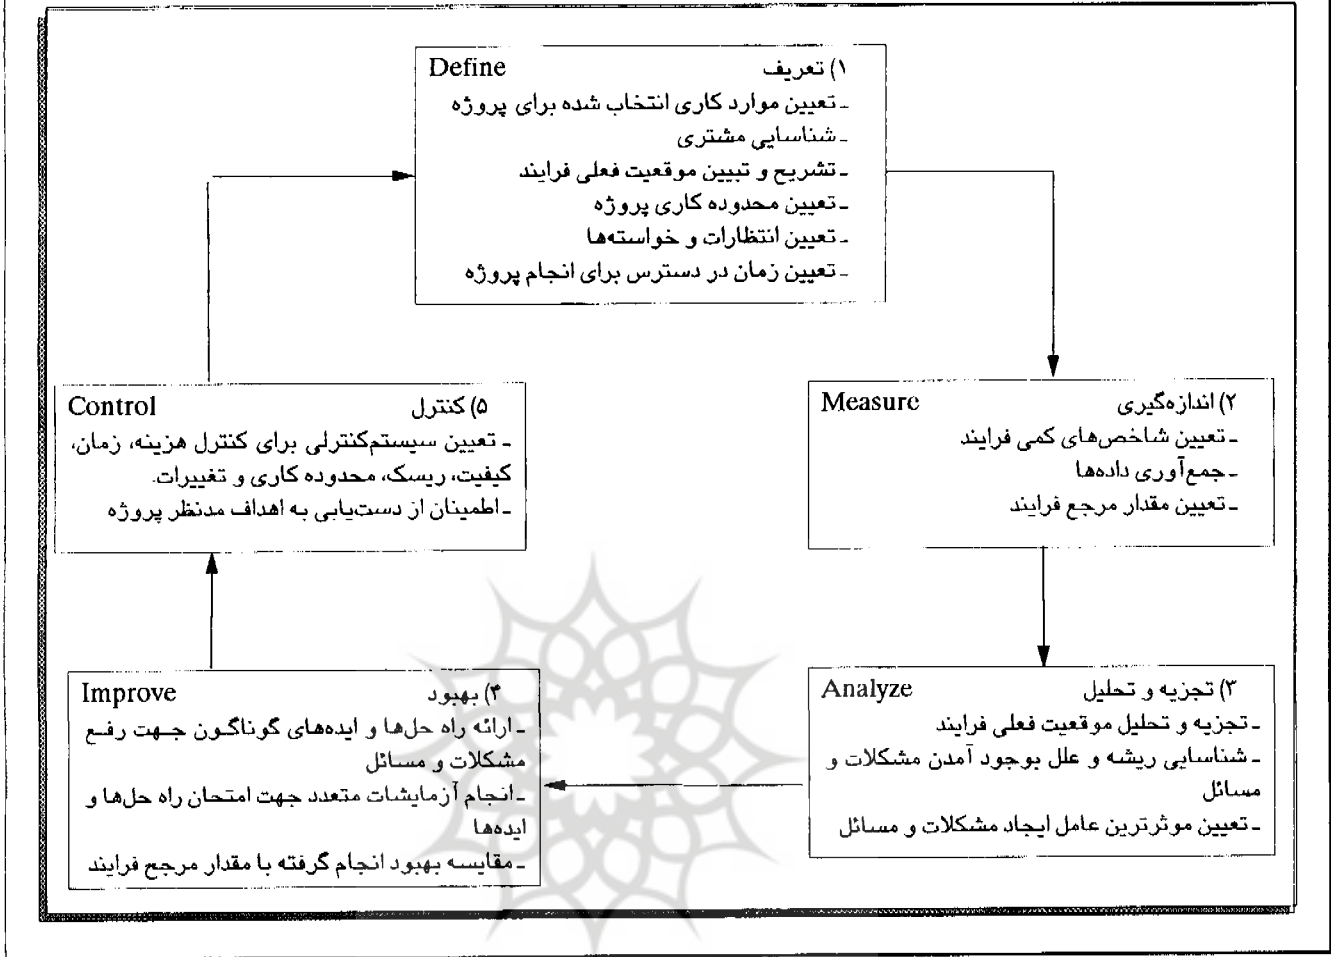 ۱) تعریف Define
ـ تعیین موارد کاری انتخاب شده برای پروژه
ـ شناسایی مشتری
ـ تشریح و تبیین موقعیت فعلی فرایند
ـ تعیین محدوده کاری پروژه
ـ تعیین انتظارات و خواسته‌ها
ـ تعیین زمان در دسترس برای انجام پروژه
۲) اندازه‌گیری Measure
ـ تعیین شاخص‌های کمی فرایند
ـ جمع‌آوری داده‌ها
ـ تعیین مقدار مرجع فرایند
۳) تجزیه و تحلیل Analyze
ـ تجزیه و تحلیل موقعیت فعلی فرایند
ـ شناسایی ریشه و علل بوجود آمدن مشکلات و
مسائل
ـ تعیین موثرترین عامل ایجاد مشکلات و مسائل
۴) بهبود Improve
ـ ارائه راه حل‌ها و ایده‌های گوناگون جهت رفع
مشکلات و مسائل
ـ انجام آزمایشات متعدد جهت امتحان راه حل‌ها و
ایده‌ها
ـ مقایسه بهبود انجام گرفته با مقدار مرجع فرایند
۵) کنترل Control
ـ تعیین سیستم‌کنترلی برای کنترل هزینه، زمان،
کیفیت، ریسک، محدوده کاری و تغییرات.
ـ اطمینان از دست‌یابی به اهداف مدنظر پروژه